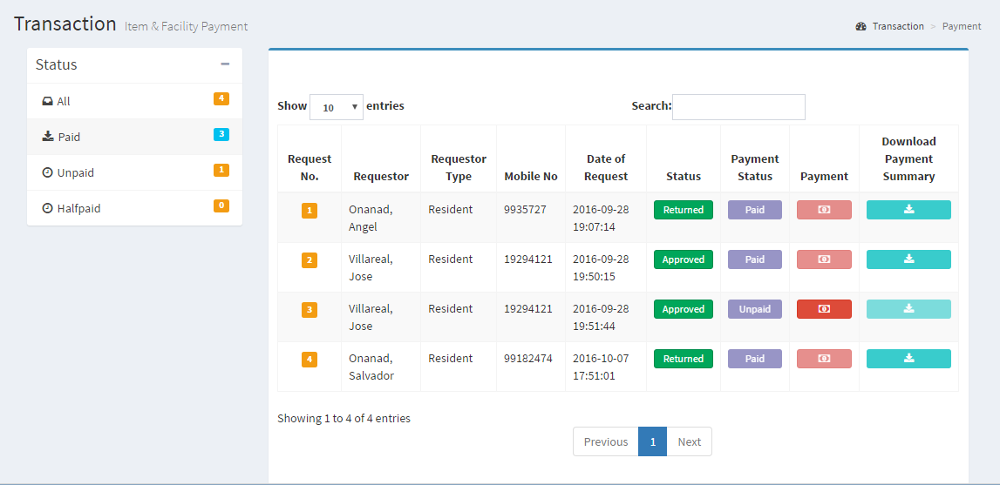 Transaction Item & Facility Payment
Transaction > Payment
Status
All 4
Paid 3
Unpaid 1
Halfpaid 0
Show 10 entries
Search:
Request No. Requestor Requestor Type Mobile No Date of Request Status Payment Status Payment Download Payment Summary
1 Onanad, Angel Resident 9935727 2016-09-28 19:07:14 Returned Paid
2 Villareal, Jose Resident 19294121 2016-09-28 19:50:15 Approved Paid
3 Villareal, Jose Resident 19294121 2016-09-28 19:51:44 Approved Unpaid
4 Onanad, Salvador Resident 99182474 2016-10-07 17:51:01 Returned Paid
Showing 1 to 4 of 4 entries
Previous 1 Next